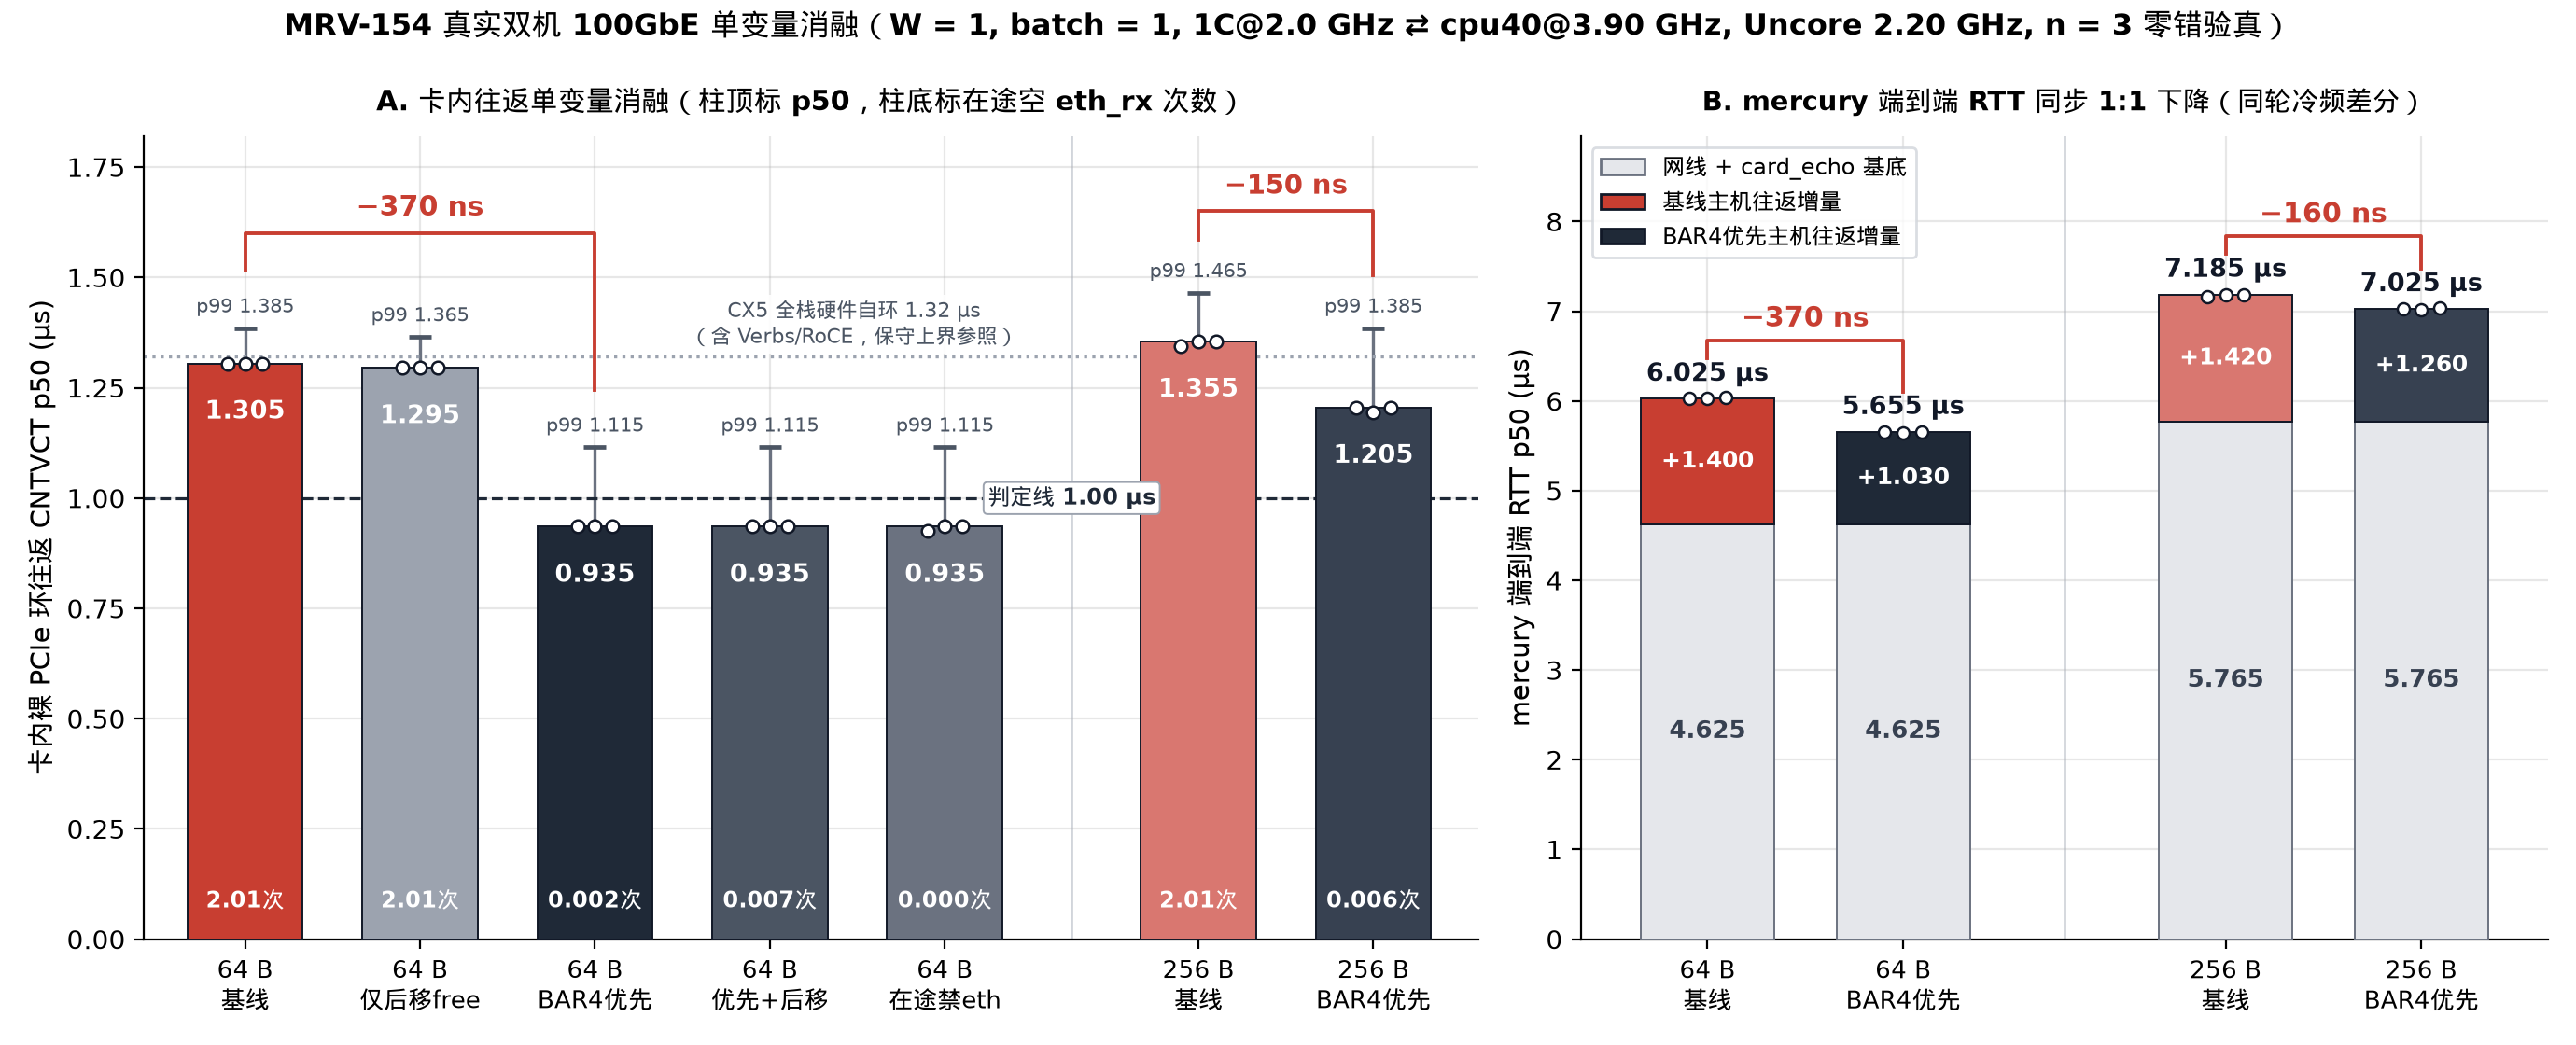 MRV-154 真实双机 100GbE 单变量消融（W = 1, batch = 1, 1C@2.0 GHz ⇄ cpu40@3.90 GHz, Uncore 2.20 GHz, n = 3 零错验真）
A. 卡内往返单变量消融（柱顶标 p50，柱底标在途空 eth_rx 次数）
卡内裸 PCIe 环往返 CNTVCT p50 (μs)
1.75
1.50
1.25
1.00
0.75
0.50
0.25
0.00
−370 ns
−150 ns
p99 1.385
p99 1.365
p99 1.115
p99 1.115
p99 1.115
p99 1.465
p99 1.385
CX5 全栈硬件自环 1.32 μs
（含 Verbs/RoCE，保守上界参照）
判定线 1.00 μs
1.305
1.295
0.935
0.935
0.935
1.355
1.205
2.01次
2.01次
0.002次
0.007次
0.000次
2.01次
0.006次
64 B
基线
64 B
仅后移free
64 B
BAR4优先
64 B
优先+后移
64 B
在途禁eth
256 B
基线
256 B
BAR4优先
B. mercury 端到端 RTT 同步 1:1 下降（同轮冷频差分）
mercury 端到端 RTT p50 (μs)
8
7
6
5
4
3
2
1
0
网线 + card_echo 基底
基线主机往返增量
BAR4优先主机往返增量
−370 ns
−160 ns
6.025 μs
5.655 μs
7.185 μs
7.025 μs
+1.400
+1.030
+1.420
+1.260
4.625
4.625
5.765
5.765
64 B
基线
64 B
BAR4优先
256 B
基线
256 B
BAR4优先